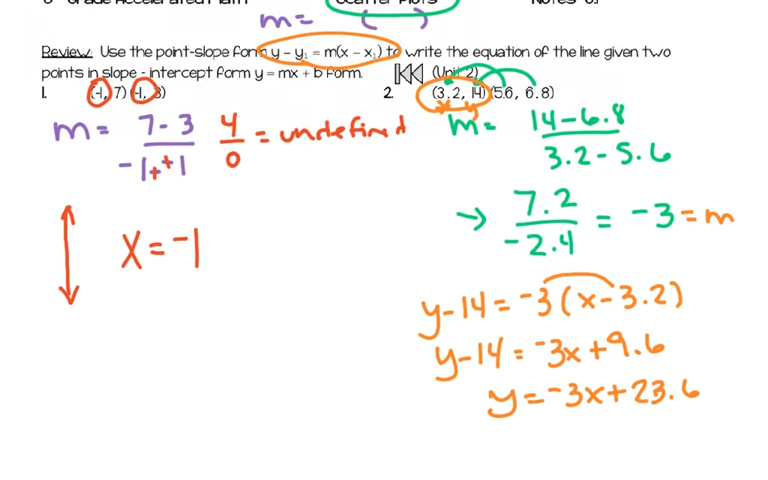 8 Grade Accelerated Math Scatter Plots Notes 6.1
m = ( )
Review: Use the point-slope form y - y₁ = m(x - x₁) to write the equation of the line given two
points in slope - intercept form y = mx + b form. (Unit 2)
1. (-1, 7) (-1, 3)
m = 7-3 / -1++1 4/0 = undefined
x = -1
2. (3.2, 14) (5.6, 6.8)
x y
m = 14-6.8 / 3.2-5.6
→ 7.2 / -2.4 = -3 = m
y-14 = -3(x-3.2)
y-14 = -3x+9.6
y = -3x+23.6